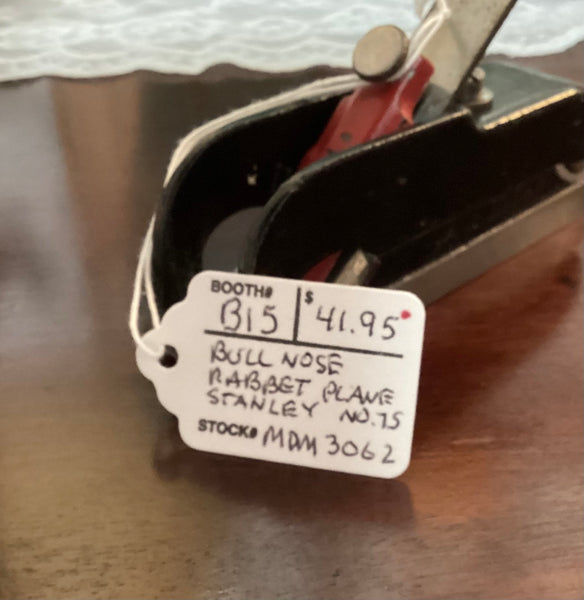 BOOTH# $
B15 41.95
BULL NOSE
RABBET PLANE
STANLEY NO.75
STOCK# MDM 3062